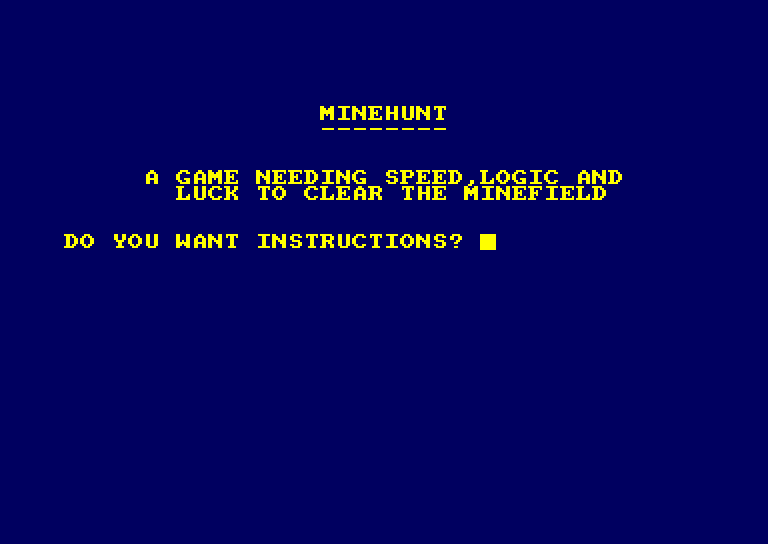 MINEHUNT
--------
A GAME NEEDING SPEED,LOGIC AND
LUCK TO CLEAR THE MINEFIELD
DO YOU WANT INSTRUCTIONS?